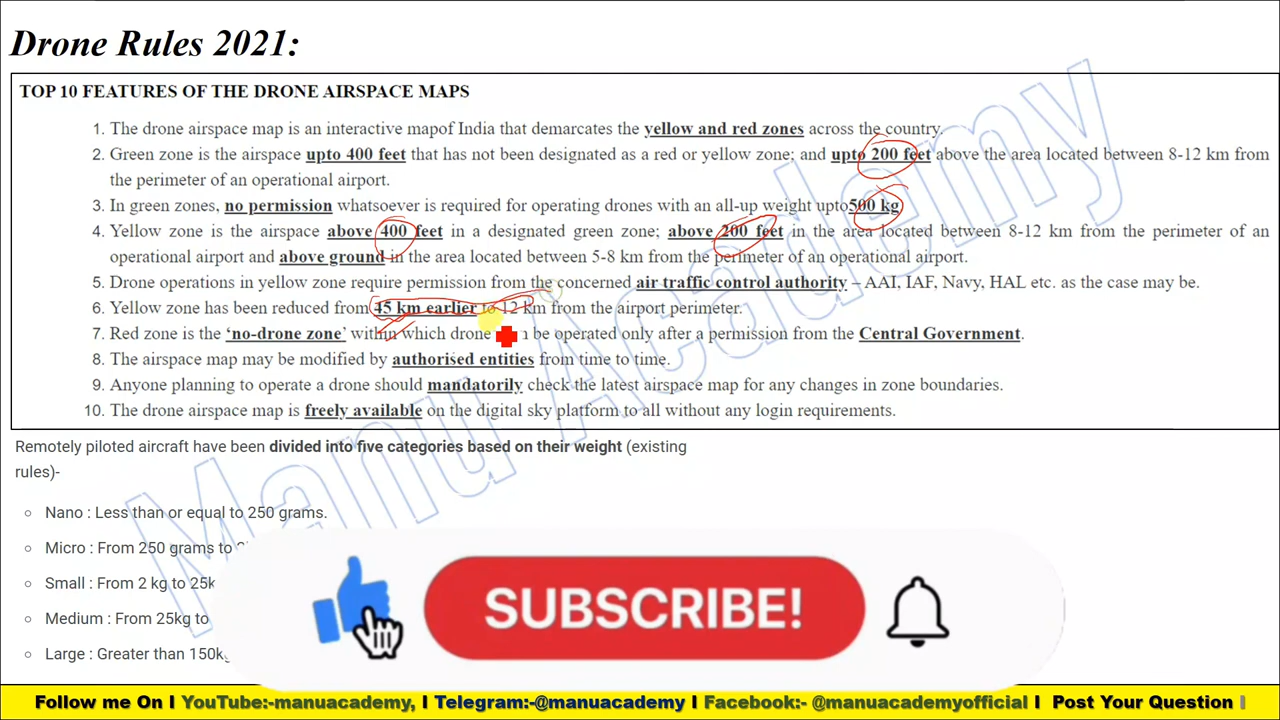 Drone Rules 2021:
TOP 10 FEATURES OF THE DRONE AIRSPACE MAPS
1. The drone airspace map is an interactive mapof India that demarcates the yellow and red zones across the country.
2. Green zone is the airspace upto 400 feet that has not been designated as a red or yellow zone; and upto 200 feet above the area located between 8-12 km from
the perimeter of an operational airport.
3. In green zones, no permission whatsoever is required for operating drones with an all-up weight upto500 kg
4. Yellow zone is the airspace above 400 feet in a designated green zone; above 200 feet in the area located between 8-12 km from the perimeter of an
operational airport and above ground in the area located between 5-8 km from the perimeter of an operational airport.
5. Drone operations in yellow zone require permission from the concerned air traffic control authority – AAI, IAF, Navy, HAL etc. as the case may be.
6. Yellow zone has been reduced from 45 km earlier to 12 km from the airport perimeter.
7. Red zone is the ‘no-drone zone’ within which drone n be operated only after a permission from the Central Government.
8. The airspace map may be modified by authorised entities from time to time.
9. Anyone planning to operate a drone should mandatorily check the latest airspace map for any changes in zone boundaries.
10. The drone airspace map is freely available on the digital sky platform to all without any login requirements.
Remotely piloted aircraft have been divided into five categories based on their weight (existing
rules)-
Nano : Less than or equal to 250 grams.
Micro : From 250 grams to
Small : From 2 kg to 25k
Medium : From 25kg to
Large : Greater than 150k
SUBSCRIBE!
Manu Academy
Follow me On I YouTube:-manuacademy, I Telegram:-@manuacademy I Facebook:- @manuacademyofficial I Post Your Question I